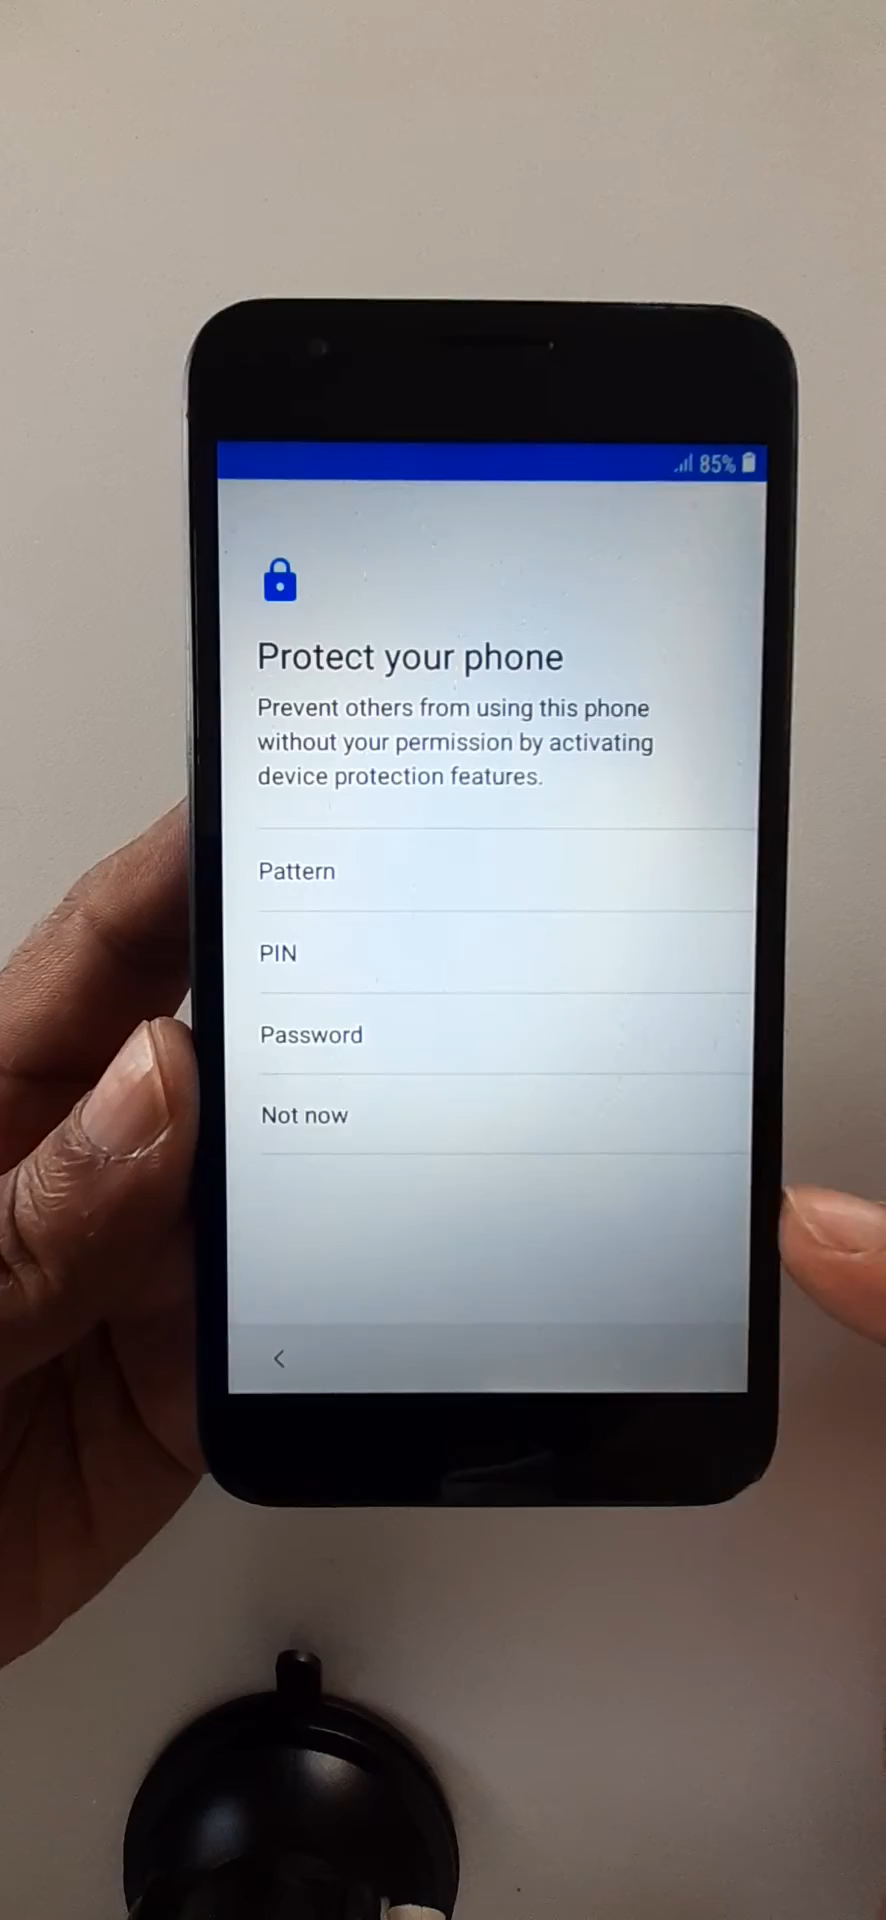 85%
Protect your phone
Prevent others from using this phone
without your permission by activating
device protection features.
Pattern
PIN
Password
Not now